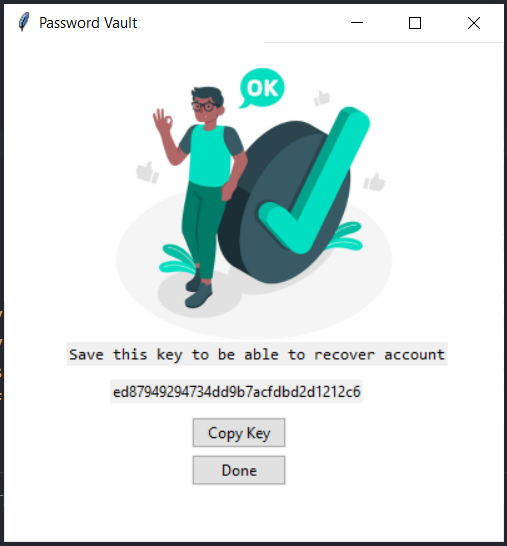 Password Vault
OK
Save this key to be able to recover account
ed87949294734dd9b7acfdbd2d1212c6
Copy Key
Done